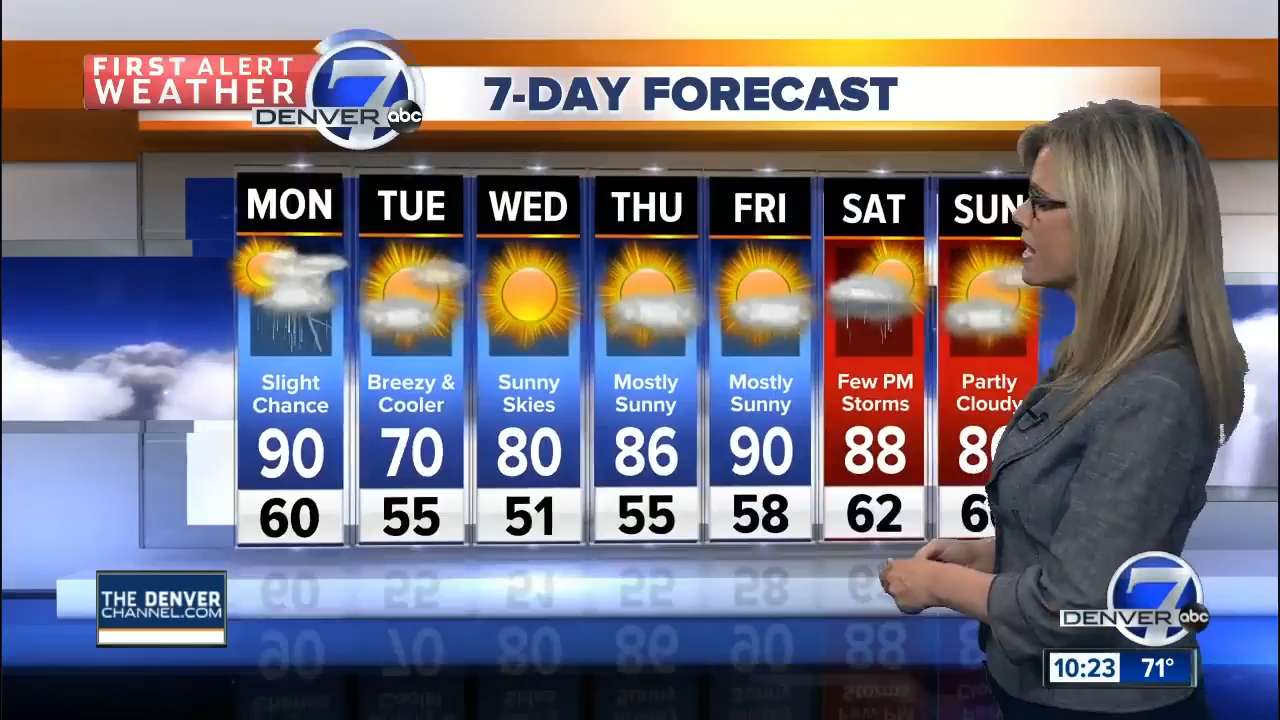 FIRST ALERT
WEATHER
7
DENVER abc
7-DAY FORECAST
MON TUE WED THU FRI SAT SUN
Slight Breezy & Sunny Mostly Mostly Few PM Partly
Chance Cooler Skies Sunny Sunny Storms Cloudy
90 70 80 86 90 88
60 55 51 55 58 62
THE DENVER
CHANNEL.COM
7
DENVER abc
10:23 71°